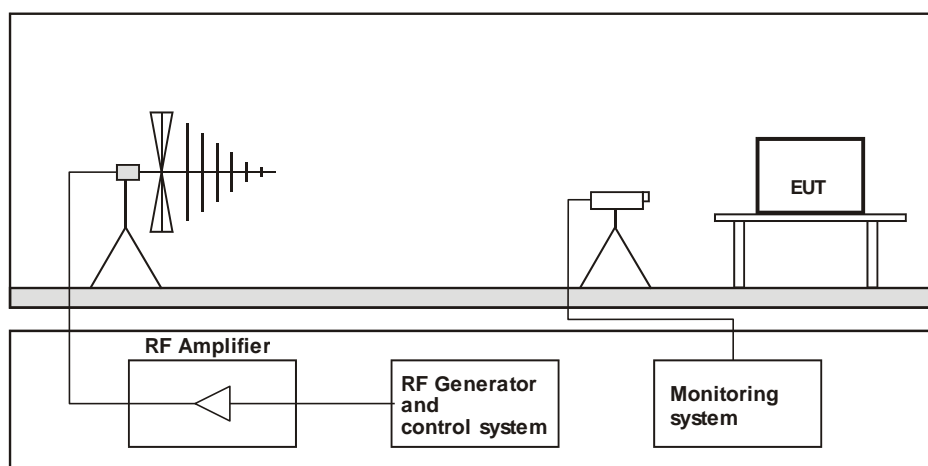 EUT
RF Amplifier
RF Generator
and
control system
Monitoring
system